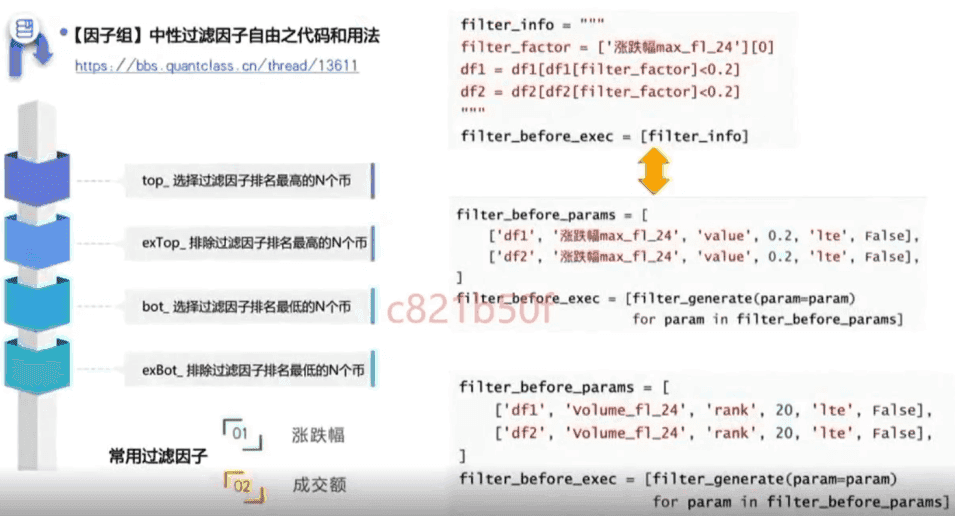 【因子组】中性过滤因子自由之代码和用法
https://bbs.quantclass.cn/thread/13611
top_ 选择过滤因子排名最高的N个币
exTop_ 排除过滤因子排名最高的N个币
bot_ 选择过滤因子排名最低的N个币
exBot_ 排除过滤因子排名最低的N个币
常用过滤因子
01 涨跌幅
02 成交额
filter_info = """
filter_factor = ['涨跌幅max_fl_24'][0]
df1 = df1[df1[filter_factor]<0.2]
df2 = df2[df2[filter_factor]<0.2]
"""
filter_before_exec = [filter_info]
filter_before_params = [
['df1', '涨跌幅max_fl_24', 'value', 0.2, 'lte', False],
['df2', '涨跌幅max_fl_24', 'value', 0.2, 'lte', False],
]
filter_before_exec = [filter_generate(param=param)
for param in filter_before_params]
c821b50f
filter_before_params = [
['df1', 'Volume_fl_24', 'rank', 20, 'lte', False],
['df2', 'Volume_fl_24', 'rank', 20, 'lte', False],
]
filter_before_exec = [filter_generate(param=param)
for param in filter_before_params]